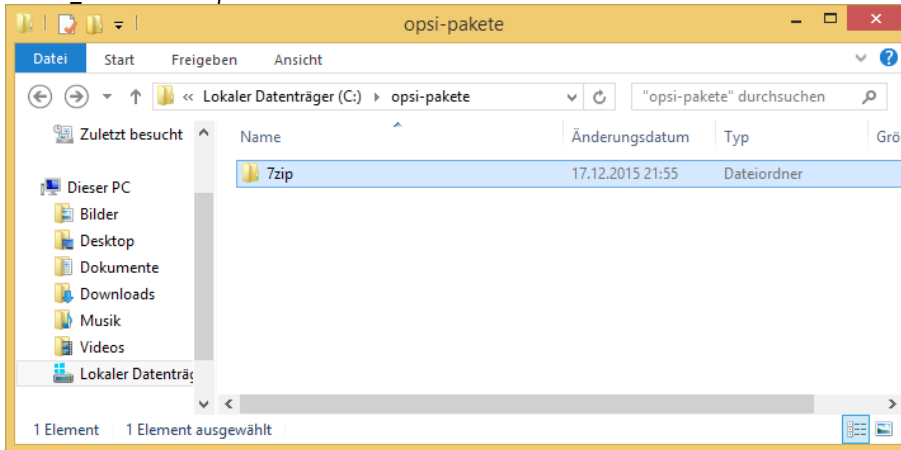 opsi-pakete
Datei Start Freigeben Ansicht
« Lokaler Datenträger (C:) opsi-pakete "opsi-pakete" durchsuchen
Zuletzt besucht
Name Änderungsdatum Typ Grö
7zip 17.12.2015 21:55 Dateiordner
Dieser PC
Bilder
Desktop
Dokumente
Downloads
Musik
Videos
Lokaler Datenträg
1 Element 1 Element ausgewählt